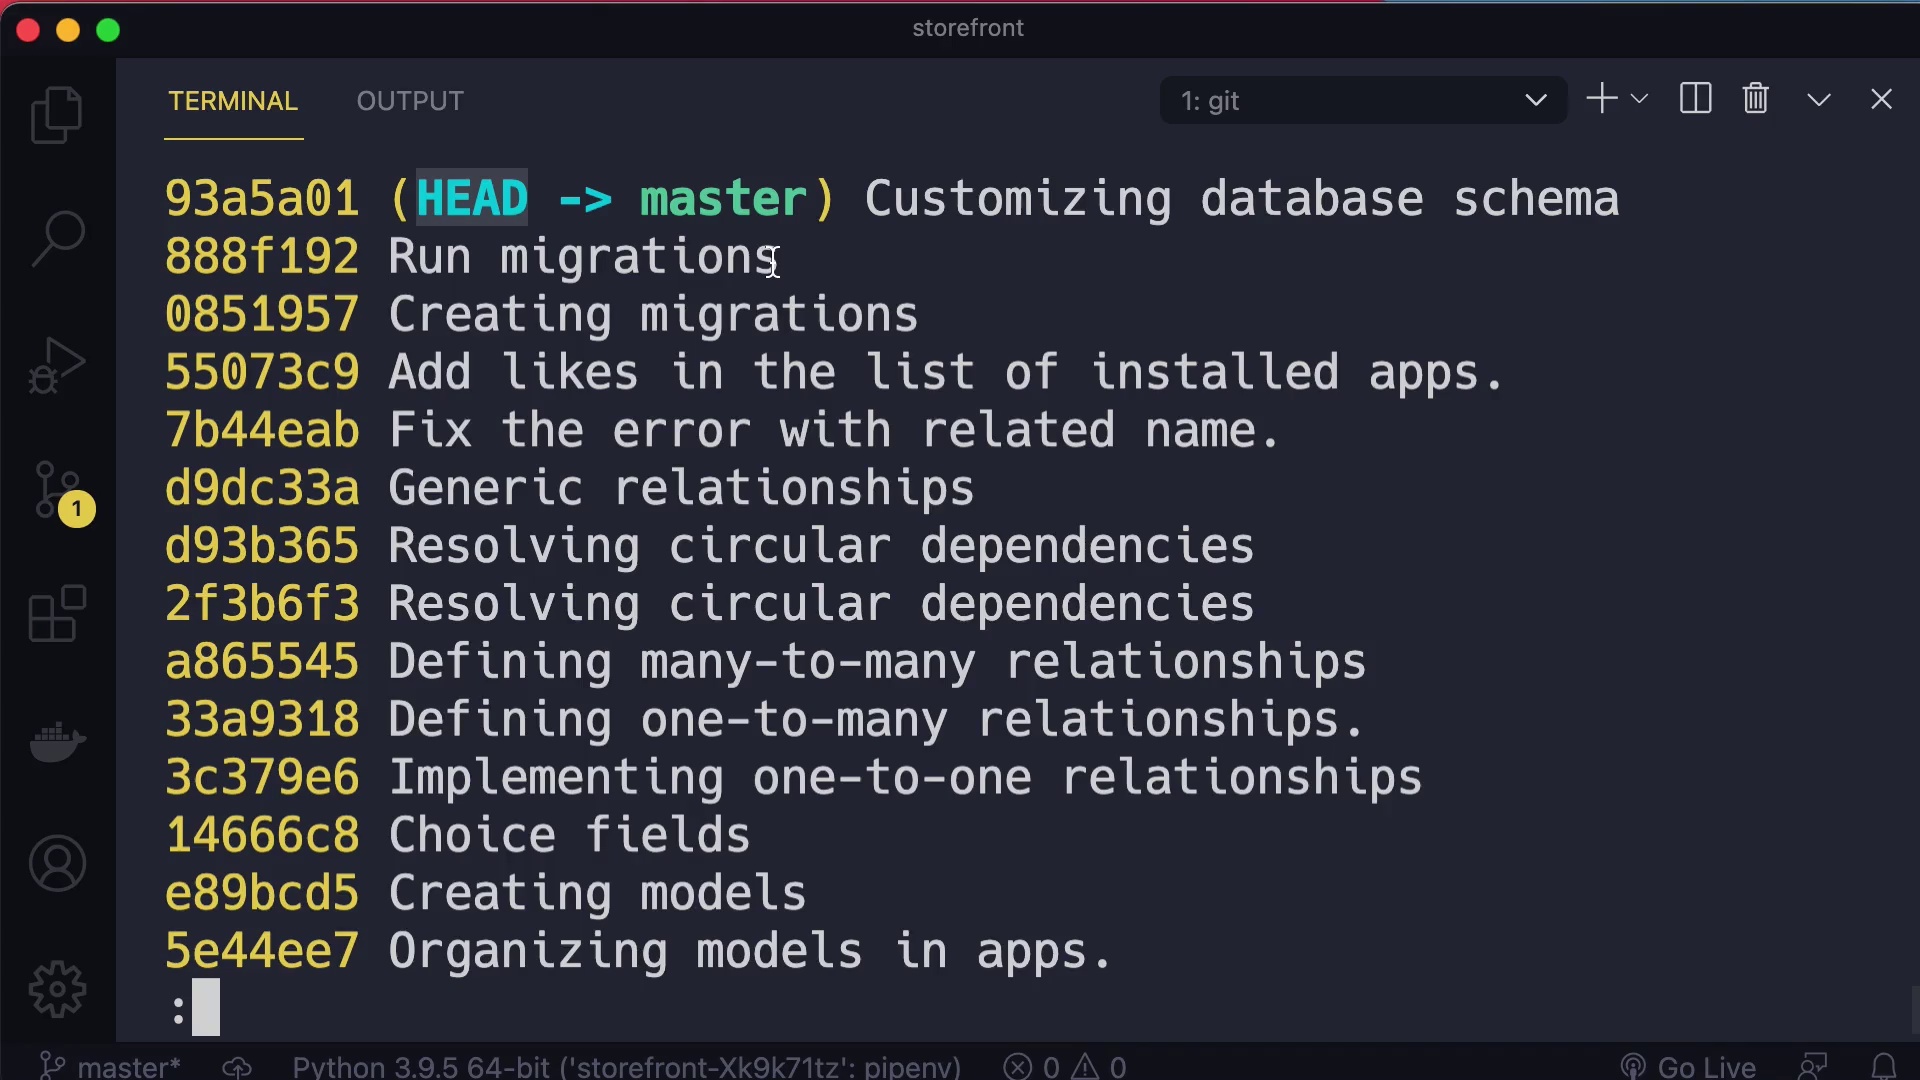 storefront
TERMINAL OUTPUT 1: git
93a5a01 (HEAD -> master) Customizing database schema
888f192 Run migrations
0851957 Creating migrations
55073c9 Add likes in the list of installed apps.
7b44eab Fix the error with related name.
d9dc33a Generic relationships
d93b365 Resolving circular dependencies
2f3b6f3 Resolving circular dependencies
a865545 Defining many-to-many relationships
33a9318 Defining one-to-many relationships.
3c379e6 Implementing one-to-one relationships
14666c8 Choice fields
e89bcd5 Creating models
5e44ee7 Organizing models in apps.
:
1
master* Python 3.9.5 64-bit ('storefront-Xk9k71tz': pipenv) 0 0 Go Live